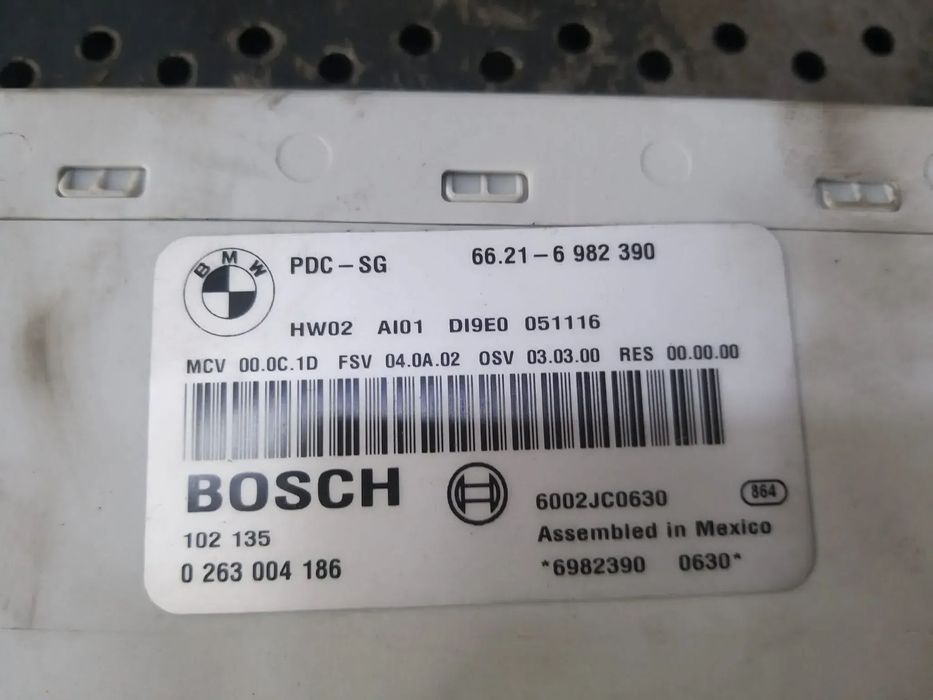 BMW
PDC-SG 66.21-6 982 390
HW02 AI01 DI9E0 051116
MCV 00.0C.1D FSV 04.0A.02 OSV 03.03.00 RES 00.00.00
BOSCH
6002JC0630 864
102 135 Assembled in Mexico
0 263 004 186 *6982390 0630*